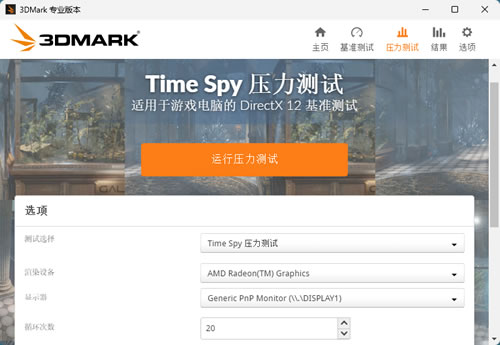 3DMark 专业版本
3DMARK
主页
基准测试
压力测试
结果
选项
Time Spy 压力测试
适用于游戏电脑的 DirectX 12 基准测试
运行压力测试
选项
测试选择
Time Spy 压力测试
渲染设备
AMD Radeon(TM) Graphics
显示器
Generic PnP Monitor (\\.\DISPLAY1)
循环次数
20